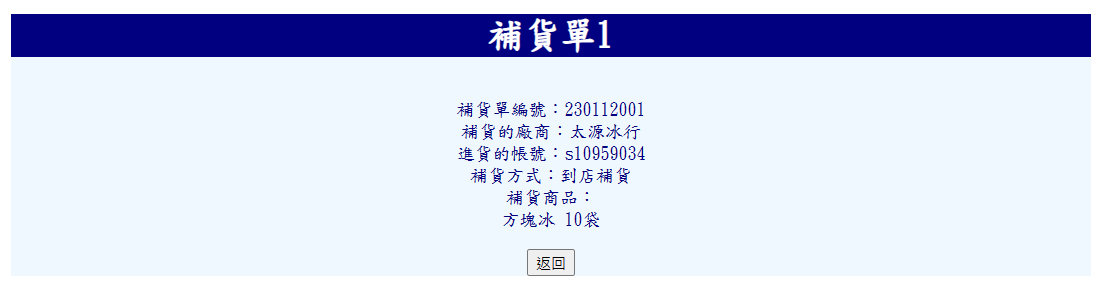 補貨單1
補貨單編號：230112001
補貨的廠商：太源冰行
進貨的帳號：s10959034
補貨方式：到店補貨
補貨商品：
方塊冰 10袋
返回